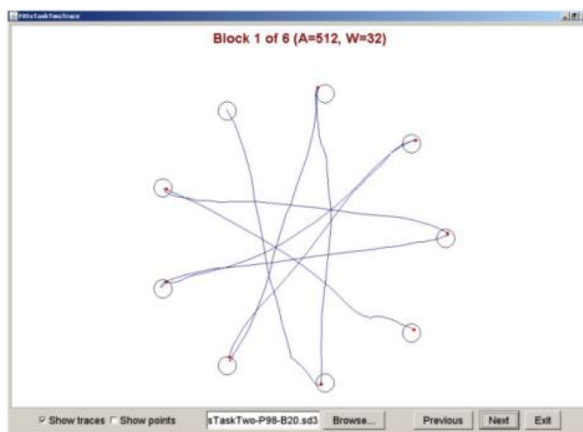 FittsTaskTwoTrace
Block 1 of 6 (A=512, W=32)
Show traces Show points sTaskTwo-P98-B20.sd3 Browse... Previous Next Exit